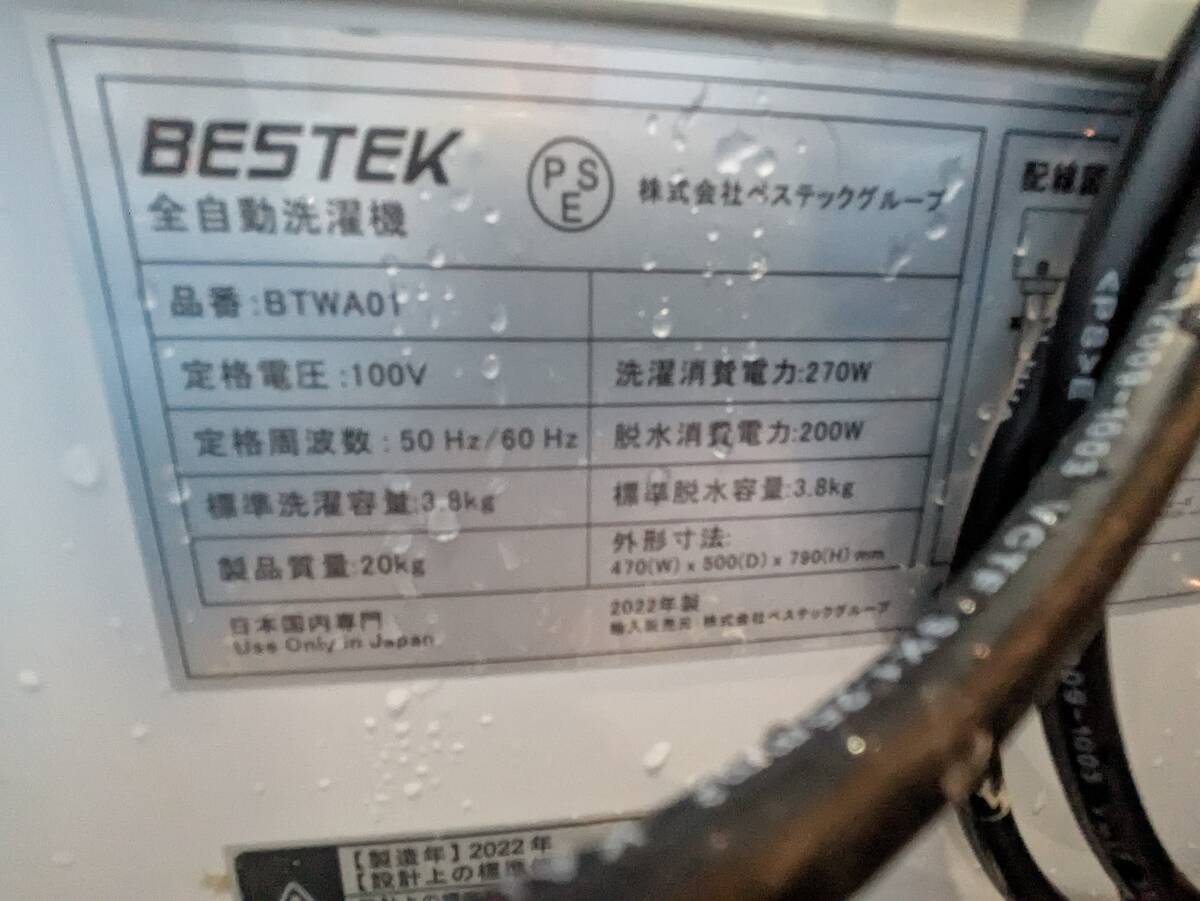 BESTEK
全自動洗濯機
PSE
株式会社ベステックグループ
品番:BTWA01
定格電圧:100V
洗濯消費電力:270W
定格周波数:50 Hz/60 Hz
脱水消費電力:200W
標準洗濯容量:3.8kg
標準脱水容量:3.8kg
製品質量:20kg
外形寸法:
470(W) x 500(D) x 790(H) mm
日本国内専門
Use Only in Japan
2022年製
輸入販売元 株式会社ベステックグループ
配線図
<PS>E
-1003 VCTF
09-1003
【製造年】2022年
【設計上の標準